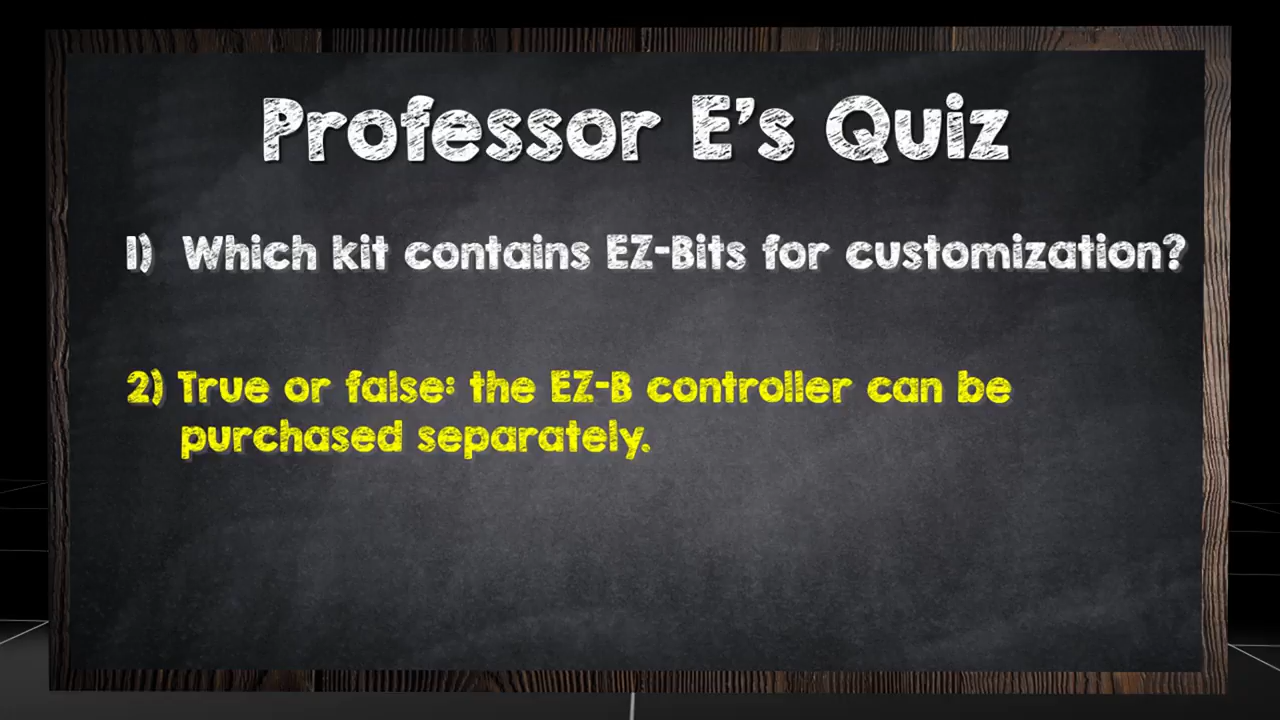 Professor E's Quiz
1) Which kit contains EZ-Bits for customization?
2) True or false: the EZ-B controller can be
purchased separately.